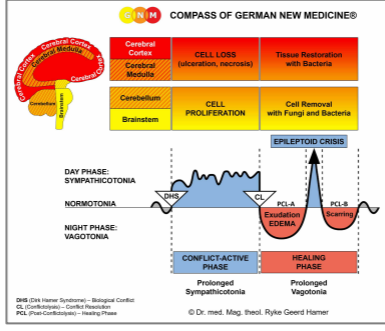 GNM COMPASS OF GERMAN NEW MEDICINE®
Cerebral Cortex
Cerebral Medulla
Cerebral Cortex
Cerebral Cortex
Cerebellum
Brainstem
Cerebral
Cortex
Cerebral
Medulla
CELL LOSS
(ulceration, necrosis)
Tissue Restoration
with Bacteria
Cerebellum
Brainstem
CELL
PROLIFERATION
Cell Removal
with Fungi and Bacteria
EPILEPTOID CRISIS
DAY PHASE:
SYMPATHICOTONIA
DHS
CL
PCL-A
PCL-B
NORMOTONIA
Exudation
EDEMA
Scarring
NIGHT PHASE:
VAGOTONIA
CONFLICT-ACTIVE
PHASE
HEALING
PHASE
Prolonged
Sympathicotonia
Prolonged
Vagotonia
DHS (Dirk Hamer Syndrome) – Biological Conflict
CL (Conflictolysis) – Conflict Resolution
PCL (Post-Conflictolysis) – Healing Phase
© Dr. med. Mag. theol. Ryke Geerd Hamer